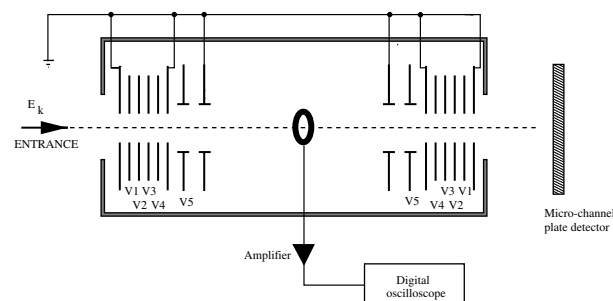 E k
ENTRANCE
V1 V3
V2 V4
V5
V3 V1
V5
V4 V2
Micro-channel
plate detector
Amplifier
Digital
oscilloscope